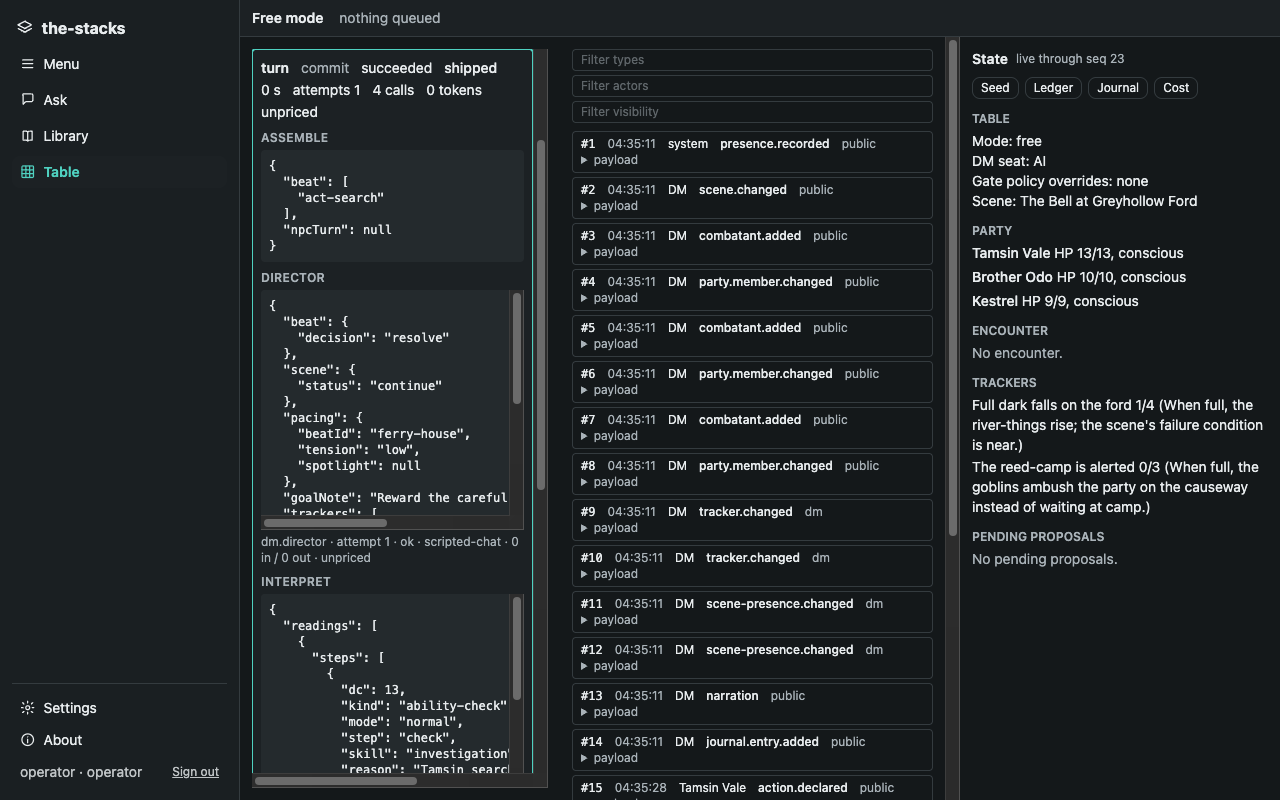 the-stacks
Menu
Ask
Library
Table
Settings
About
operator · operator Sign out
Free mode nothing queued
turn commit succeeded shipped
0 s attempts 1 4 calls 0 tokens
unpriced
ASSEMBLE
{
"beat": [
"act-search"
],
"npcTurn": null
}
DIRECTOR
{
"beat": {
"decision": "resolve"
},
"scene": {
"status": "continue"
},
"pacing": {
"beatId": "ferry-house",
"tension": "low",
"spotlight": null
},
"goalNote": "Reward the careful
"trackers": [
dm.director · attempt 1 · ok · scripted-chat · 0
in / 0 out · unpriced
INTERPRET
{
"readings": [
{
"steps": [
{
"dc": 13,
"kind": "ability-check"
"mode": "normal",
"step": "check",
"skill": "investigation"
"reason": "Tamsin search
Filter types
Filter actors
Filter visibility
#1 04:35:11 system presence.recorded public
payload
#2 04:35:11 DM scene.changed public
payload
#3 04:35:11 DM combatant.added public
payload
#4 04:35:11 DM party.member.changed public
payload
#5 04:35:11 DM combatant.added public
payload
#6 04:35:11 DM party.member.changed public
payload
#7 04:35:11 DM combatant.added public
payload
#8 04:35:11 DM party.member.changed public
payload
#9 04:35:11 DM tracker.changed dm
payload
#10 04:35:11 DM tracker.changed dm
payload
#11 04:35:11 DM scene-presence.changed dm
payload
#12 04:35:11 DM scene-presence.changed dm
payload
#13 04:35:11 DM narration public
payload
#14 04:35:11 DM journal.entry.added public
payload
#15 04:35:28 Tamsin Vale action.declared public
State live through seq 23
Seed Ledger Journal Cost
TABLE
Mode: free
DM seat: AI
Gate policy overrides: none
Scene: The Bell at Greyhollow Ford
PARTY
Tamsin Vale HP 13/13, conscious
Brother Odo HP 10/10, conscious
Kestrel HP 9/9, conscious
ENCOUNTER
No encounter.
TRACKERS
Full dark falls on the ford 1/4 (When full, the
river-things rise; the scene's failure condition
is near.)
The reed-camp is alerted 0/3 (When full, the
goblins ambush the party on the causeway
instead of waiting at camp.)
PENDING PROPOSALS
No pending proposals.